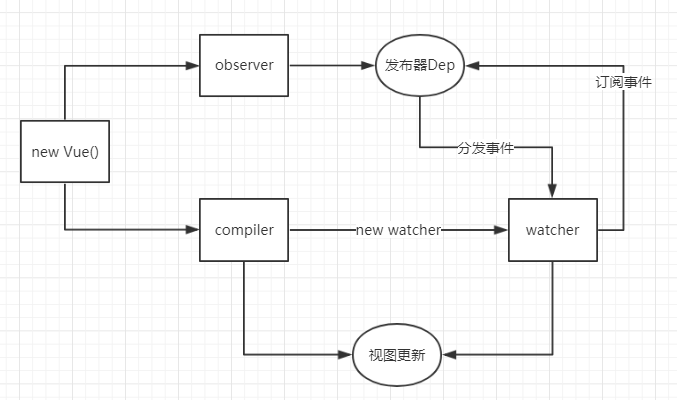 observer
发布器Dep
订阅事件
new Vue()
分发事件
compiler
new watcher
watcher
视图更新